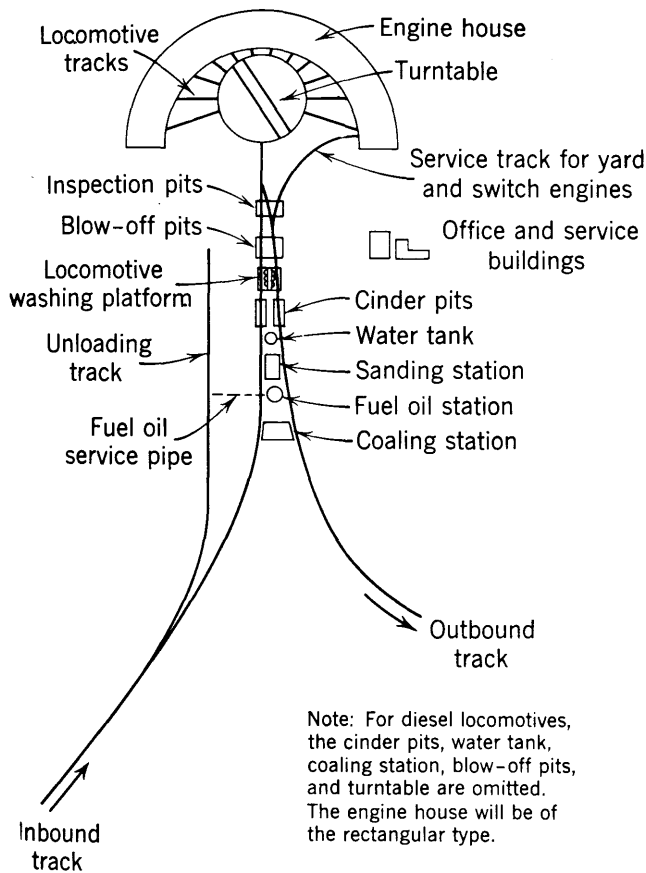 Locomotive
tracks
Engine house
Turntable
Service track for yard
and switch engines
Inspection pits
Blow-off pits
Office and service
buildings
Locomotive
washing platform
Cinder pits
Water tank
Unloading
track
Sanding station
Fuel oil station
Fuel oil
service pipe
Coaling station
Outbound
track
Note: For diesel locomotives,
the cinder pits, water tank,
coaling station, blow-off pits,
and turntable are omitted.
The engine house will be of
the rectangular type.
Inbound
track